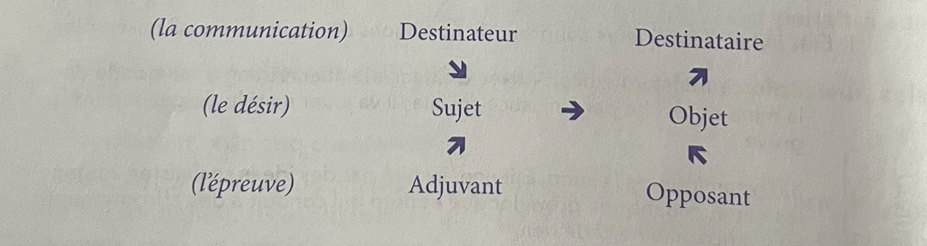 (la communication) Destinateur Destinataire
(le désir) Sujet Objet
(l'épreuve) Adjuvant Opposant